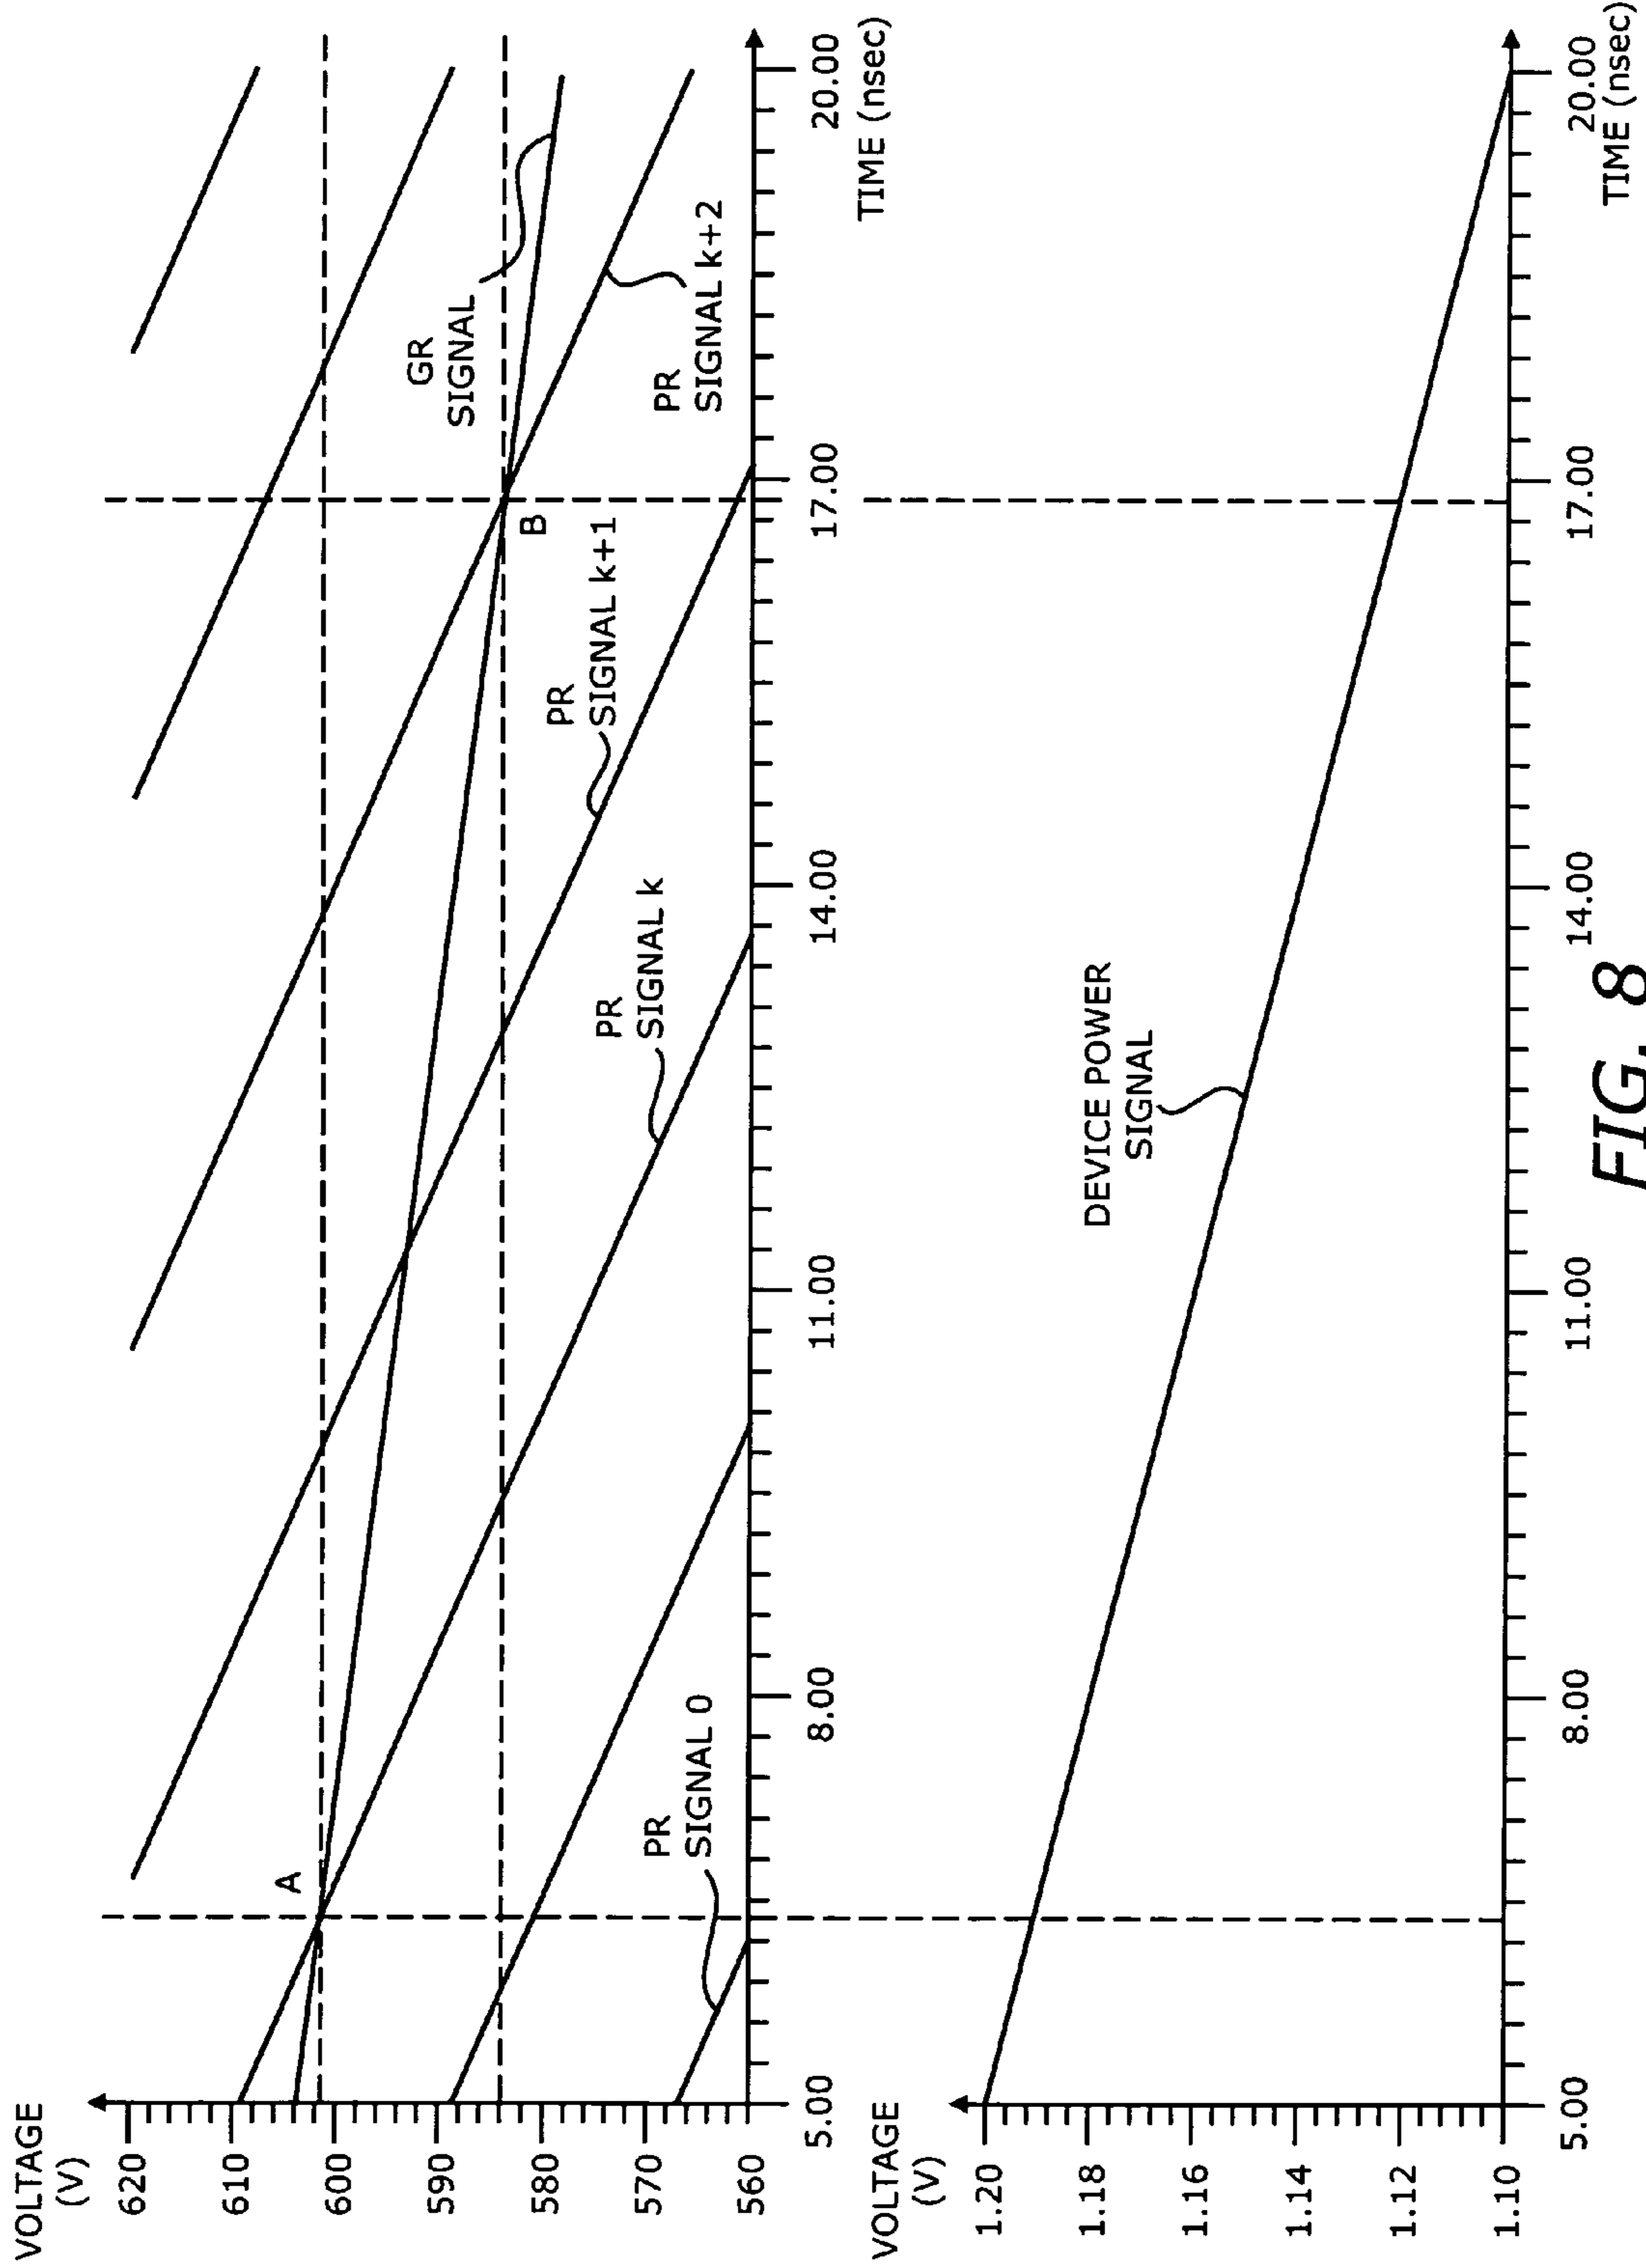 VOLTAGE
(V)
620
610
600
590
580
570
560
A
B
GR
SIGNAL
PR
SIGNAL 0
PR
SIGNAL k
PR
SIGNAL k+1
PR
SIGNAL k+2
5.00
8.00
11.00
14.00
17.00
20.00
TIME (nsec)
VOLTAGE
(V)
1.20
1.18
1.16
1.14
1.12
1.10
DEVICE POWER
SIGNAL
5.00
8.00
11.00
14.00
17.00
20.00
TIME (nsec)
FIG. 8